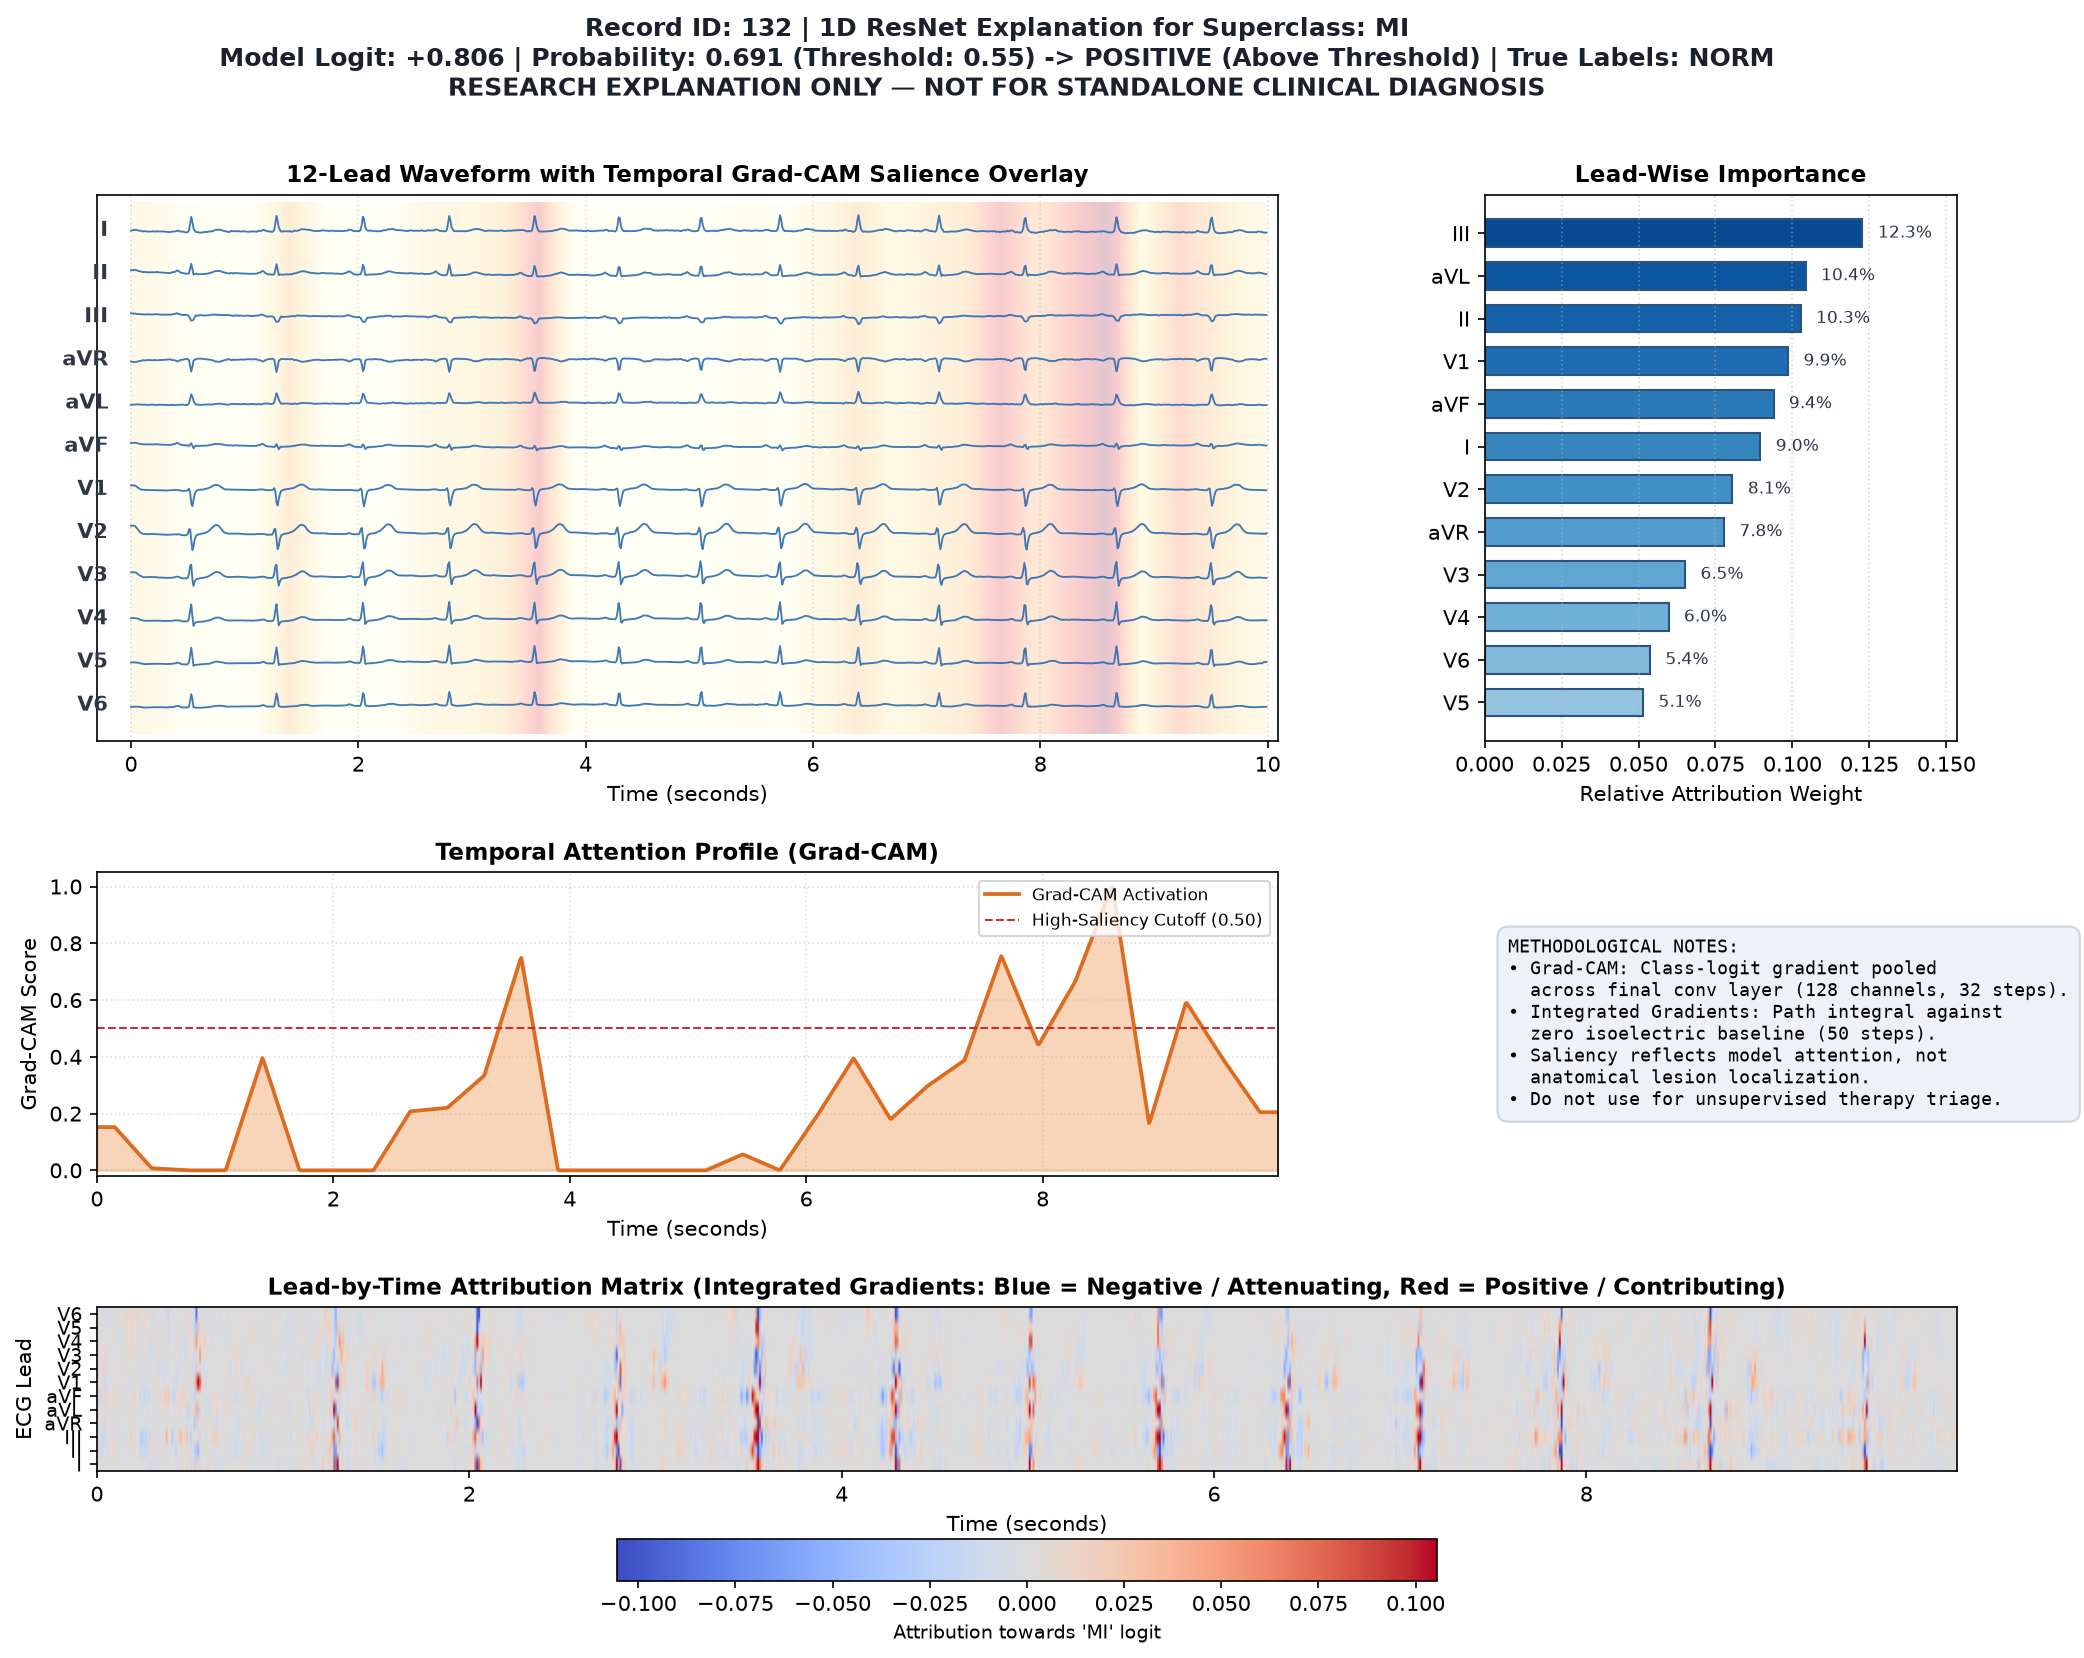 Record ID: 132 | 1D ResNet Explanation for Superclass: MI
Model Logit: +0.806 | Probability: 0.691 (Threshold: 0.55) -> POSITIVE (Above Threshold) | True Labels: NORM
RESEARCH EXPLANATION ONLY — NOT FOR STANDALONE CLINICAL DIAGNOSIS
12-Lead Waveform with Temporal Grad-CAM Salience Overlay
I
II
III
aVR
aVL
aVF
V1
V2
V3
V4
V5
V6
0 2 4 6 8 10
Time (seconds)
Lead-Wise Importance
III 12.3%
aVL 10.4%
II 10.3%
V1 9.9%
aVF 9.4%
I 9.0%
V2 8.1%
aVR 7.8%
V3 6.5%
V4 6.0%
V6 5.4%
V5 5.1%
0.000 0.025 0.050 0.075 0.100 0.125 0.150
Relative Attribution Weight
Temporal Attention Profile (Grad-CAM)
Grad-CAM Score
1.0
0.8
0.6
0.4
0.2
0.0
Grad-CAM Activation
High-Saliency Cutoff (0.50)
0 2 4 6 8
Time (seconds)
METHODOLOGICAL NOTES:
• Grad-CAM: Class-logit gradient pooled
across final conv layer (128 channels, 32 steps).
• Integrated Gradients: Path integral against
zero isoelectric baseline (50 steps).
• Saliency reflects model attention, not
anatomical lesion localization.
• Do not use for unsupervised therapy triage.
Lead-by-Time Attribution Matrix (Integrated Gradients: Blue = Negative / Attenuating, Red = Positive / Contributing)
ECG Lead
V6
V5
V4
V3
V2
V1
aVF
aVL
aVR
III
II
I
0 2 4 6 8
Time (seconds)
−0.100 −0.075 −0.050 −0.025 0.000 0.025 0.050 0.075 0.100
Attribution towards 'MI' logit